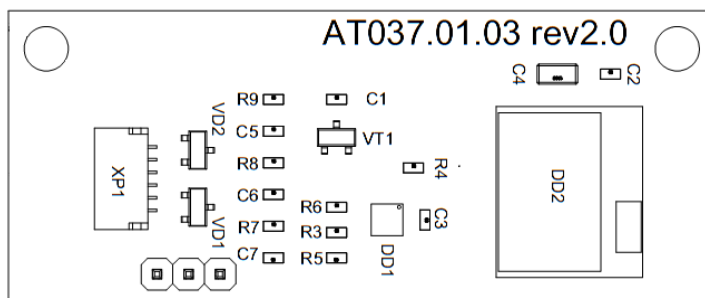 AT037.01.03 rev2.0
C4
C2
R9
C1
VD2
C5
VT1
XP1
R8
R4
DD2
C6
R6
C3
VD1
R7
R3
DD1
C7
R5